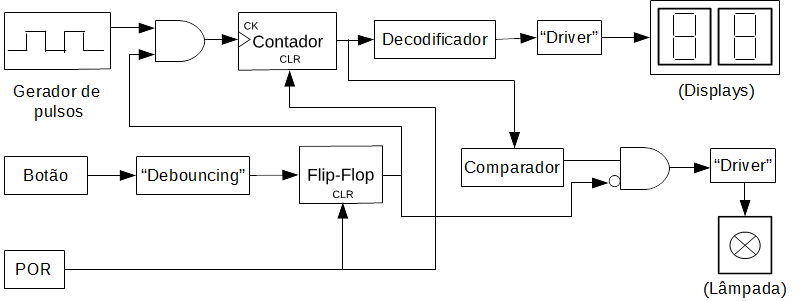 CK
Contador
CLR
Decodificador
“Driver”
Gerador de
pulsos
(Displays)
Botão
“Debouncing”
Flip-Flop
CLR
Comparador
“Driver”
POR
(Lâmpada)